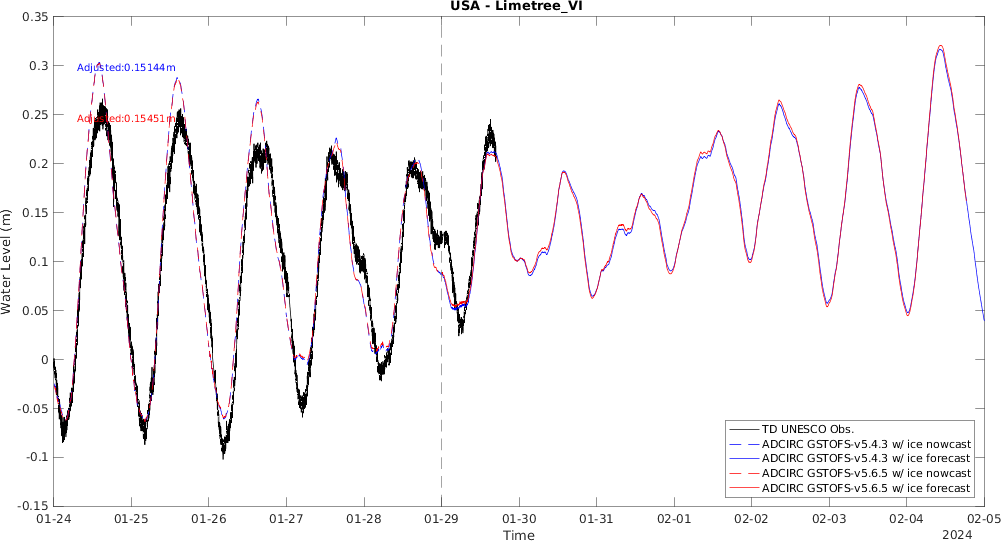 USA - Limetree_VI
0.35
0.3
0.25
0.2
0.15
0.1
0.05
0
-0.05
-0.1
-0.15
Water Level (m)
Adjusted:0.15144m
Adjusted:0.15451m
TD UNESCO Obs.
ADCIRC GSTOFS-v5.4.3 w/ ice nowcast
ADCIRC GSTOFS-v5.4.3 w/ ice forecast
ADCIRC GSTOFS-v5.6.5 w/ ice nowcast
ADCIRC GSTOFS-v5.6.5 w/ ice forecast
01-24 01-25 01-26 01-27 01-28 01-29 01-30 01-31 02-01 02-02 02-03 02-04 02-05
Time
2024